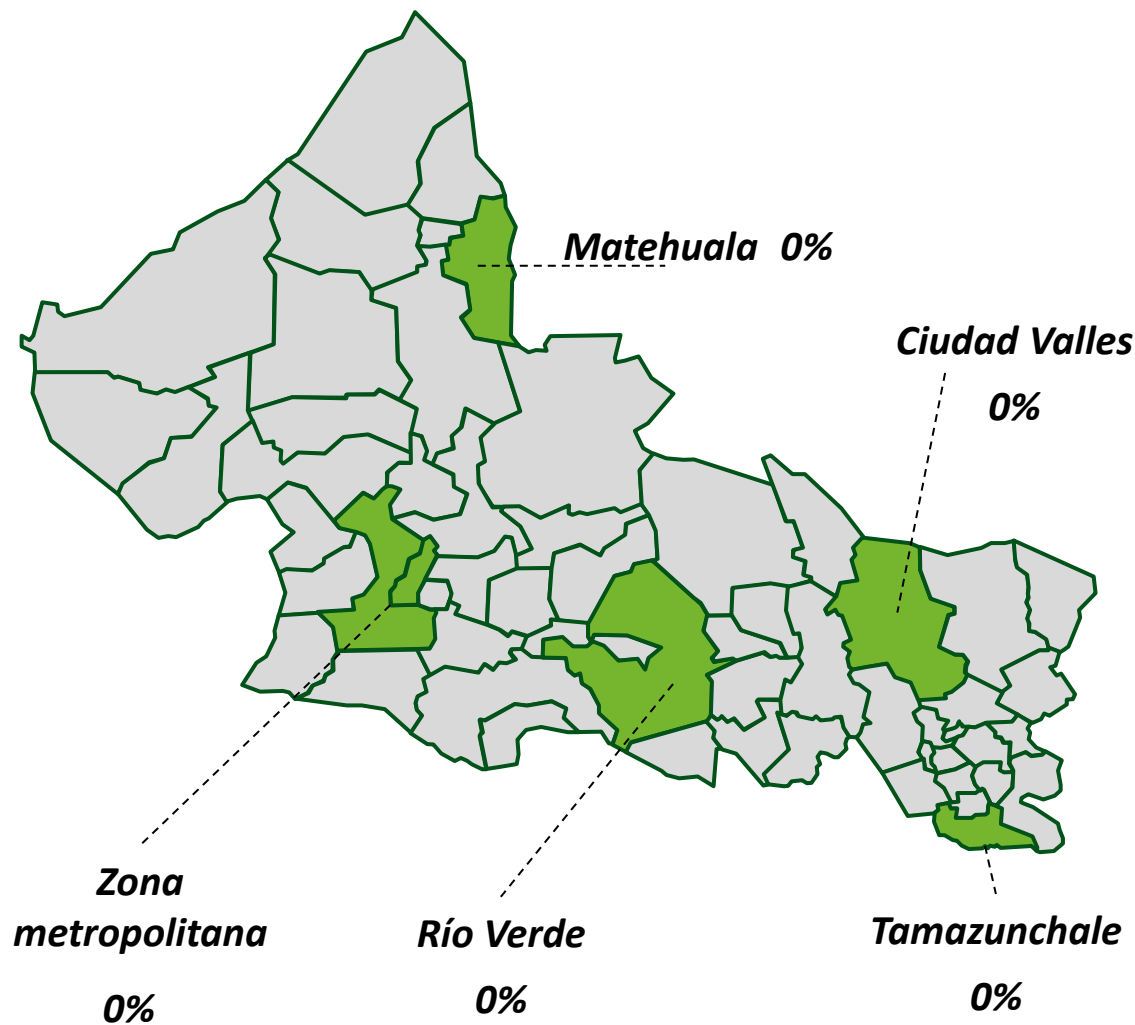 Matehuala 0%
Ciudad Valles
0%
Zona
metropolitana
0%
Río Verde
0%
Tamazunchale
0%